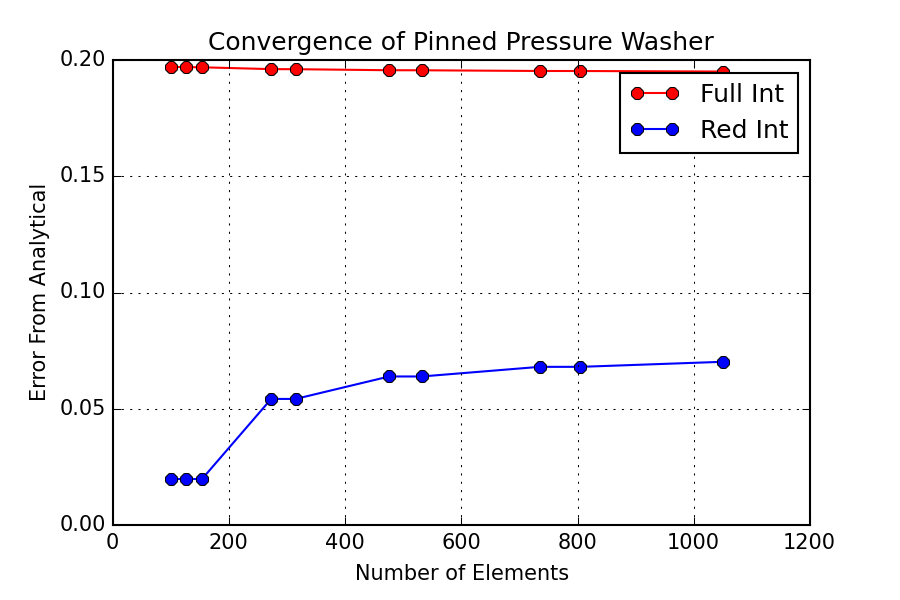 Convergence of Pinned Pressure Washer
Error From Analytical
0.20
0.15
0.10
0.05
0.00
Full Int
Red Int
0 200 400 600 800 1000 1200
Number of Elements